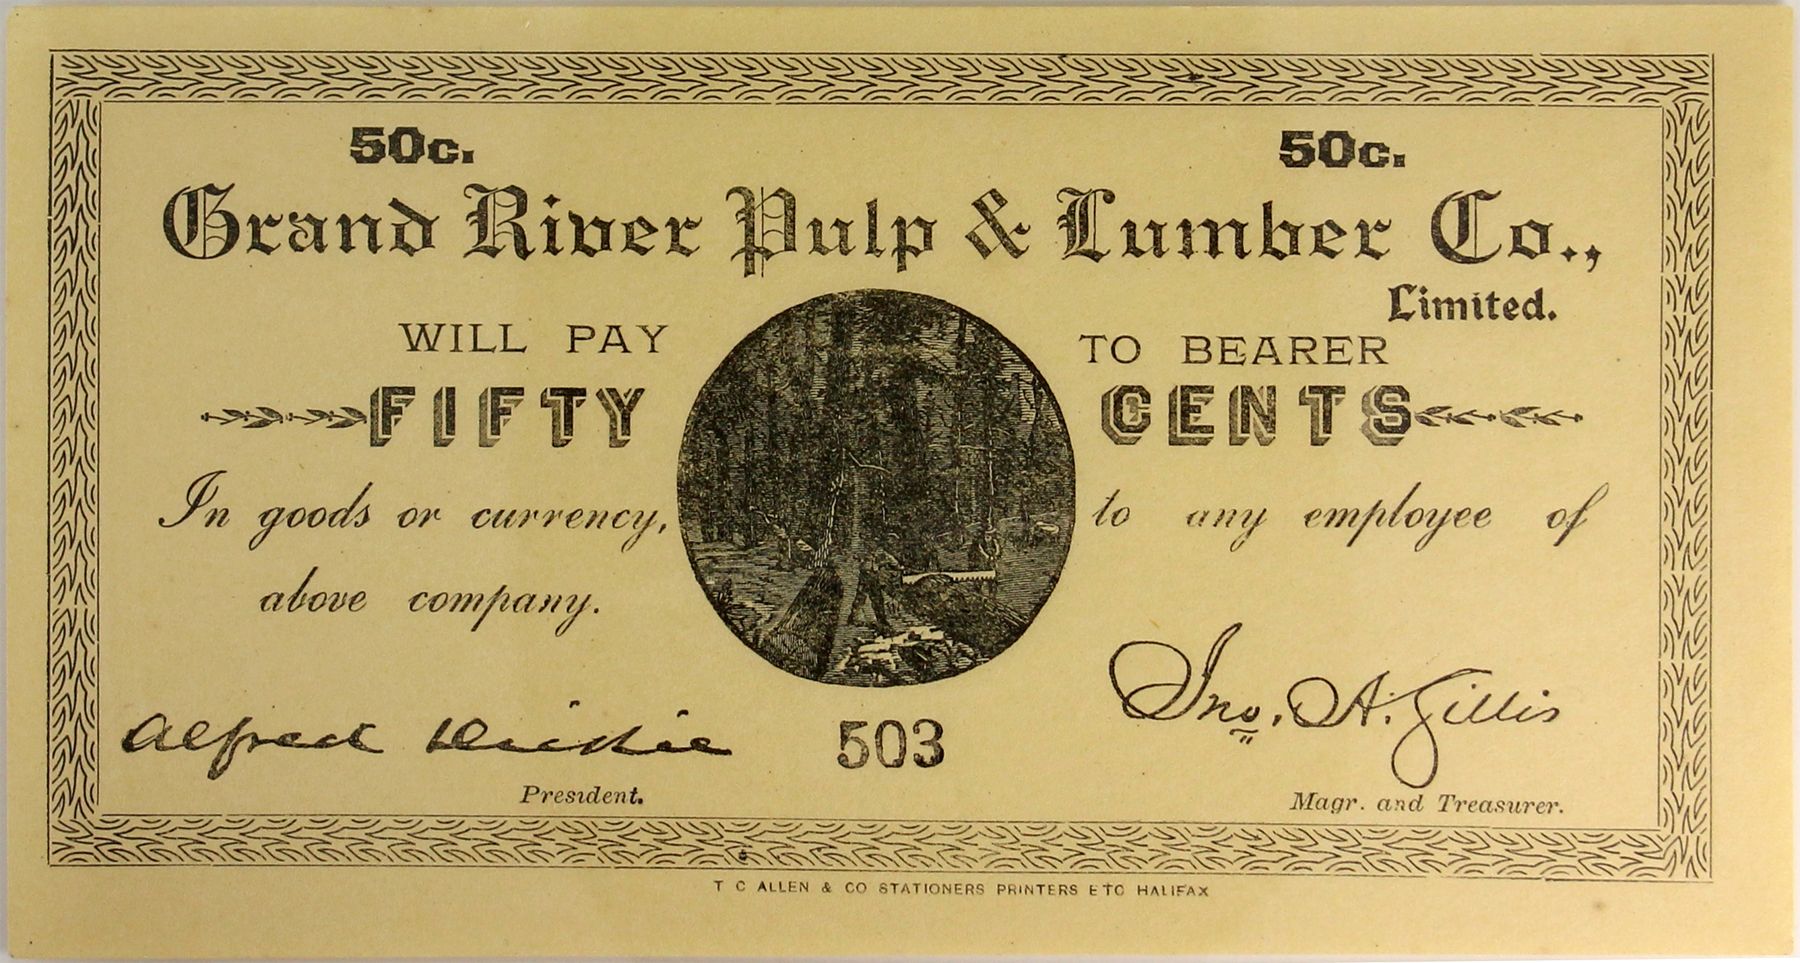 50c. 50c.
Grand River Pulp & Lumber Co.,
Limited.
WILL PAY TO BEARER
FIFTY CENTS
In goods or currency, to any employee of
above company.
Alfred Dickie 503 Jno. A. Gillis
President. Magr. and Treasurer.
T C ALLEN & CO STATIONERS PRINTERS ETC HALIFAX